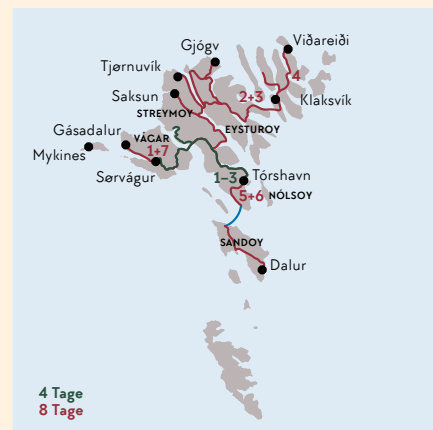 Viðareiði
Gjógv
Tjørnuvík
4
Saksun
2+3
Klaksvík
STREYMOY
EYSTUROY
Gásadalur
VÁGAR
Mykines
1+7
Sørvágur
1–3
Tórshavn
5+6
NÓLSOY
SANDOY
Dalur
4 Tage
8 Tage